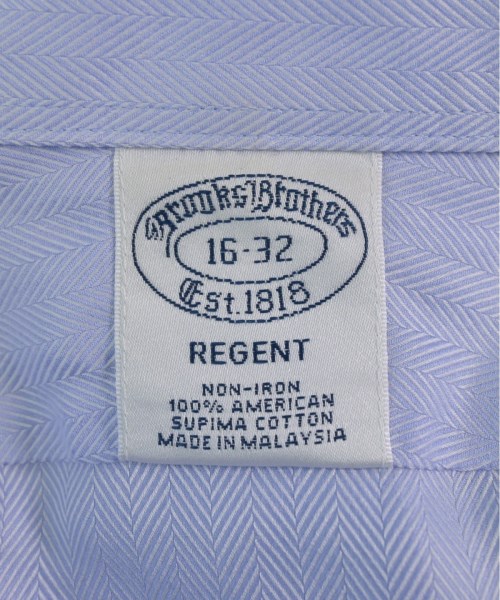 Brooks Brothers
16-32
Est.1818
REGENT
NON-IRON
100% AMERICAN
SUPIMA COTTON
MADE IN MALAYSIA